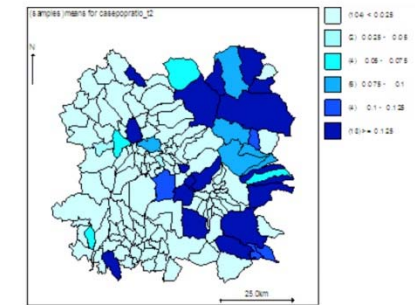 (samples) means for casepopratio_t2
N
(104) < 0.025
(2) 0.025 - 0.05
(4) 0.05 - 0.075
(5) 0.075 - 0.1
(4) 0.1 - 0.125
(18) >= 0.125
25.0km